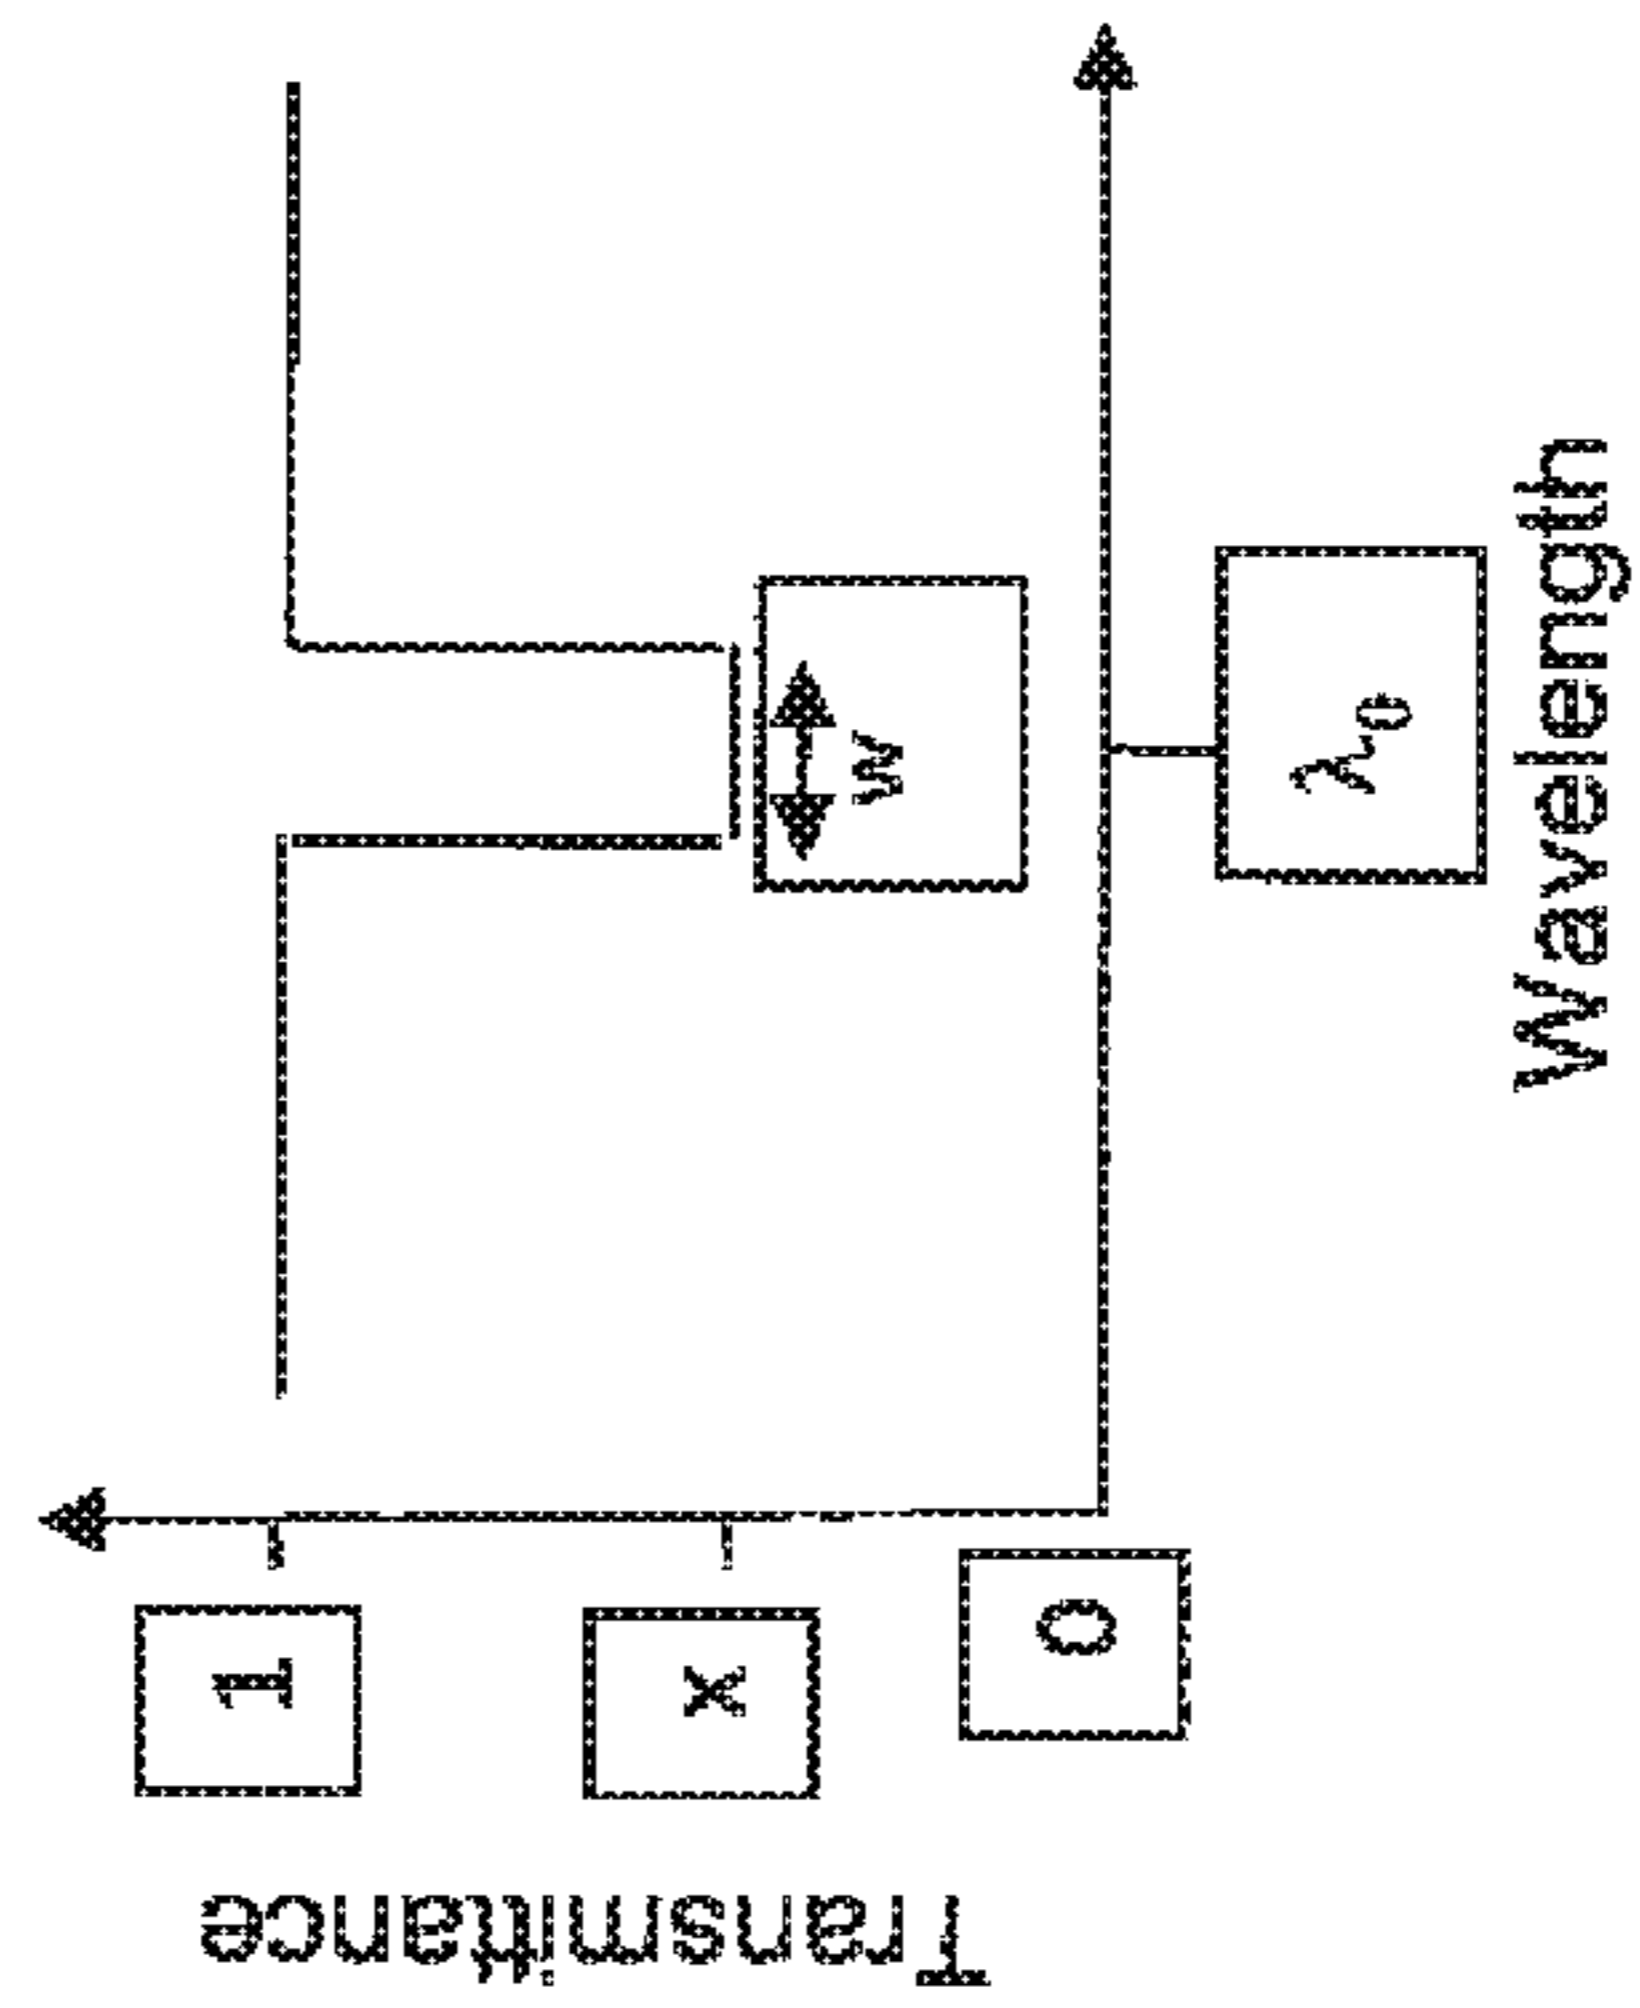 Transmittance
1
x
0
w
λ₀
Wavelength